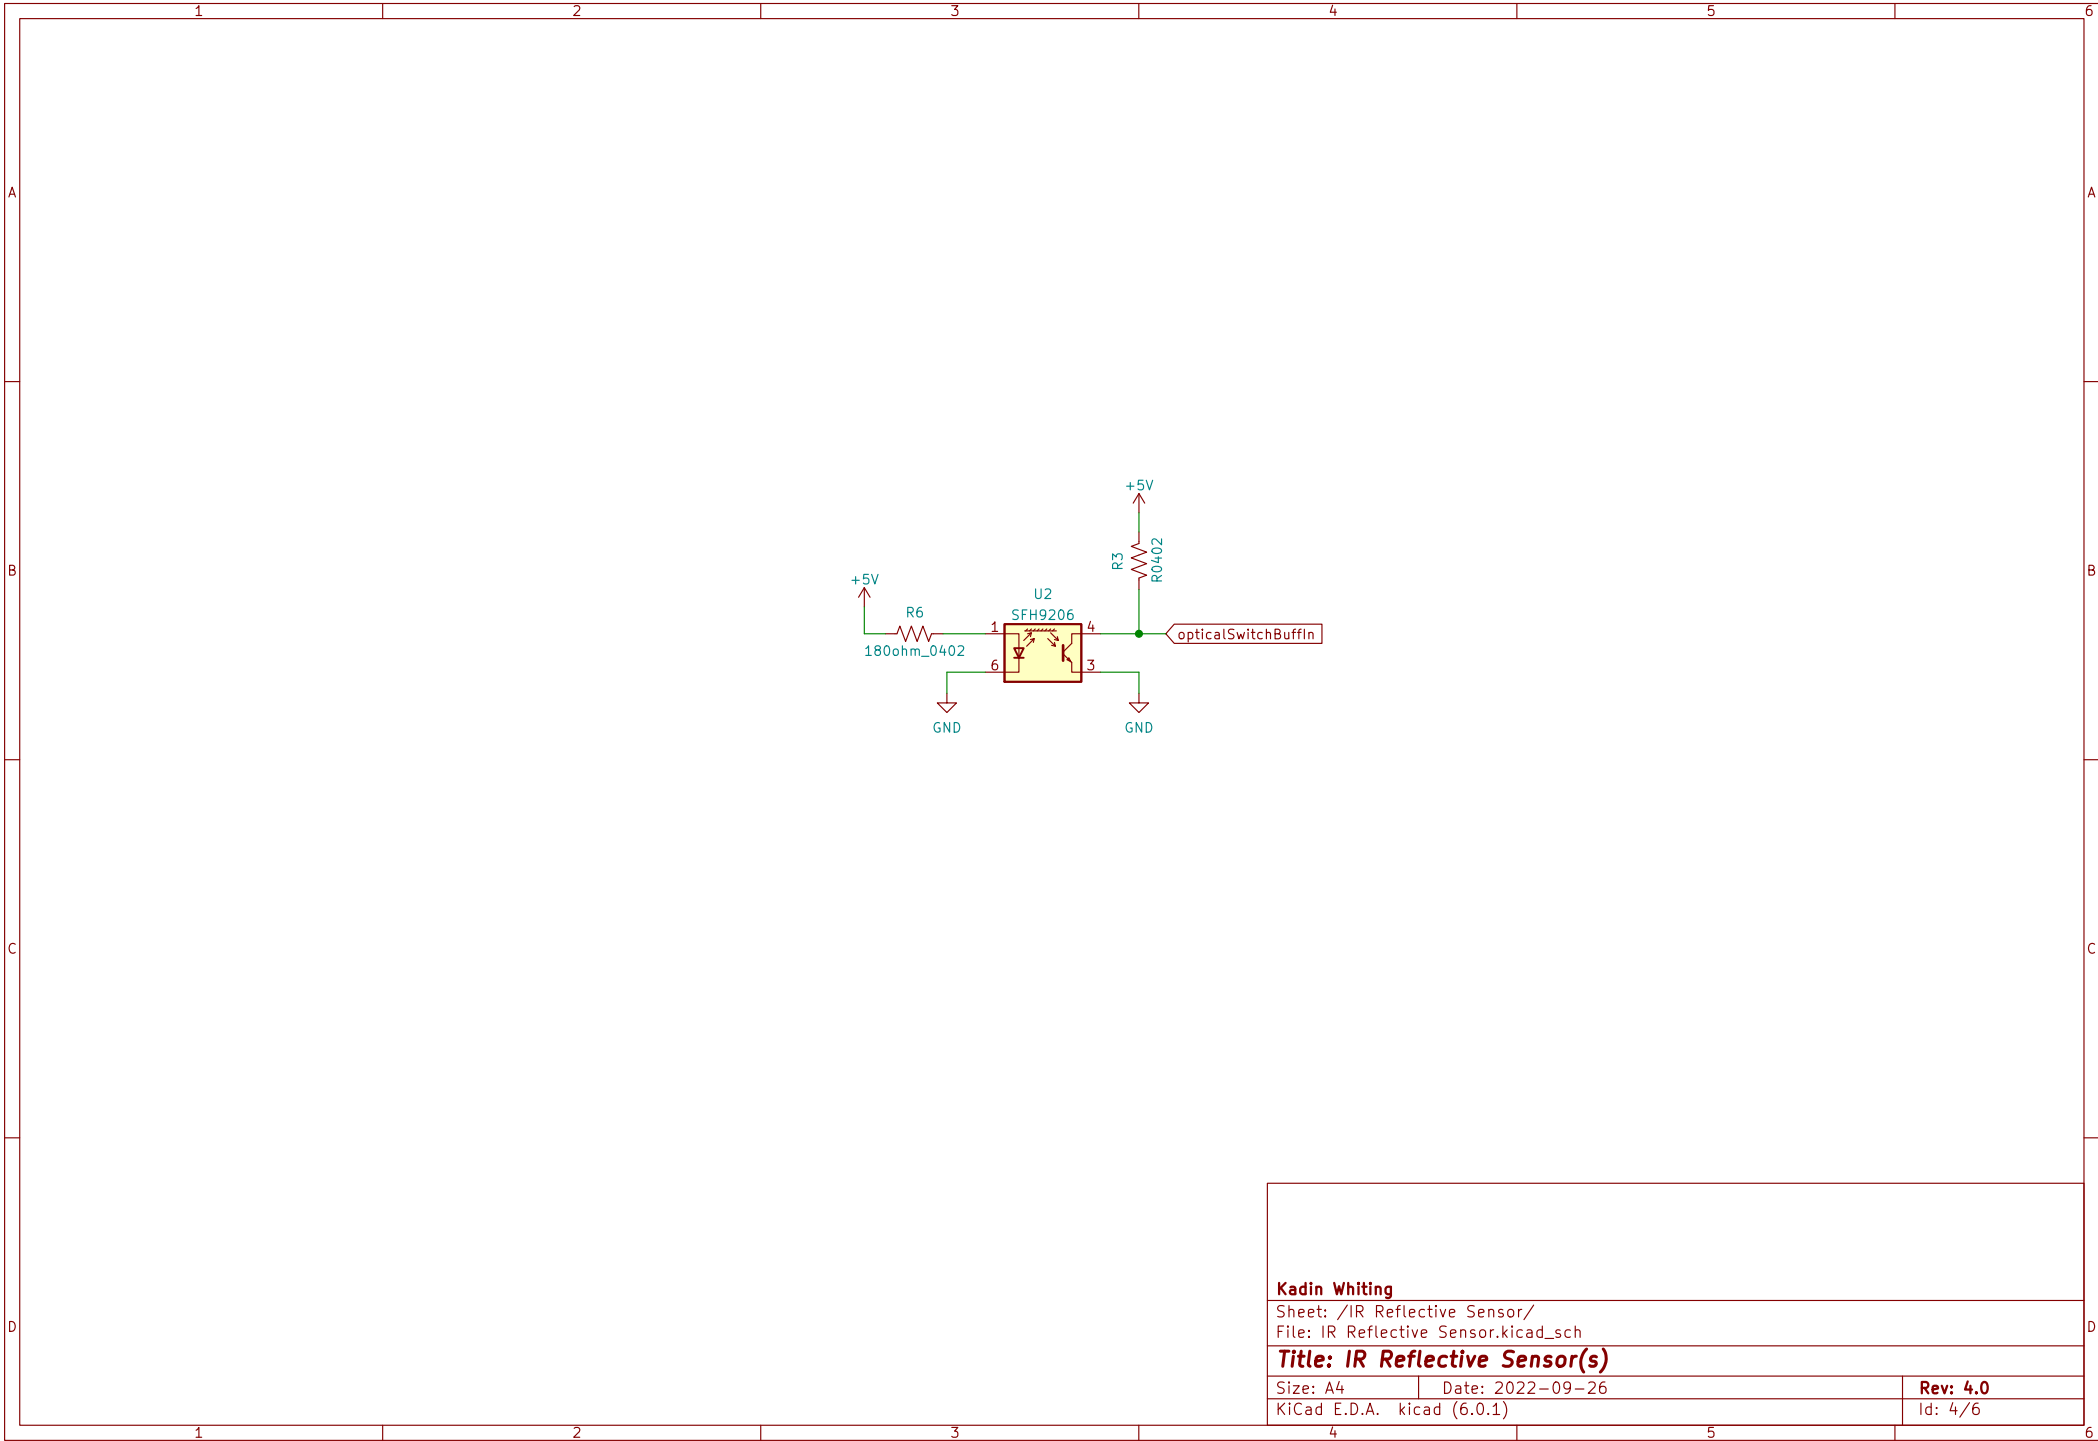 1 2 3 4 5 6
A A
+5V
R3
R0402
B B
+5V
U2
R6
SFH9206
1 4
opticalSwitchBuffIn
180ohm_0402
6 3
GND GND
C C
Kadin Whiting
Sheet: /IR Reflective Sensor/
File: IR Reflective Sensor.kicad_sch
D D
Title: IR Reflective Sensor(s)
Size: A4 Date: 2022-09-26 Rev: 4.0
KiCad E.D.A. kicad (6.0.1) Id: 4/6
1 2 3 4 5 6